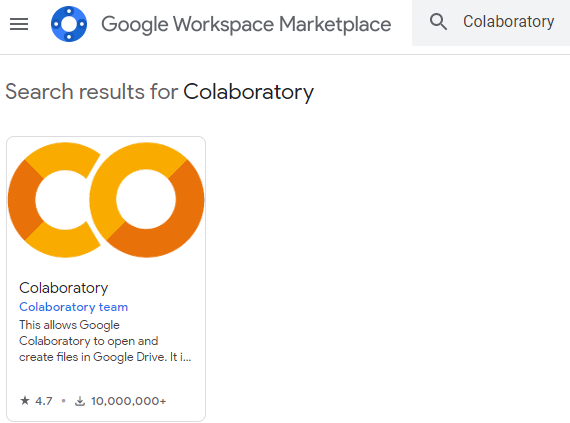 Google Workspace Marketplace
Colaboratory
Search results for Colaboratory
Colaboratory
Colaboratory team
This allows Google
Colaboratory to open and
create files in Google Drive. It i...
4.7 • 10,000,000+